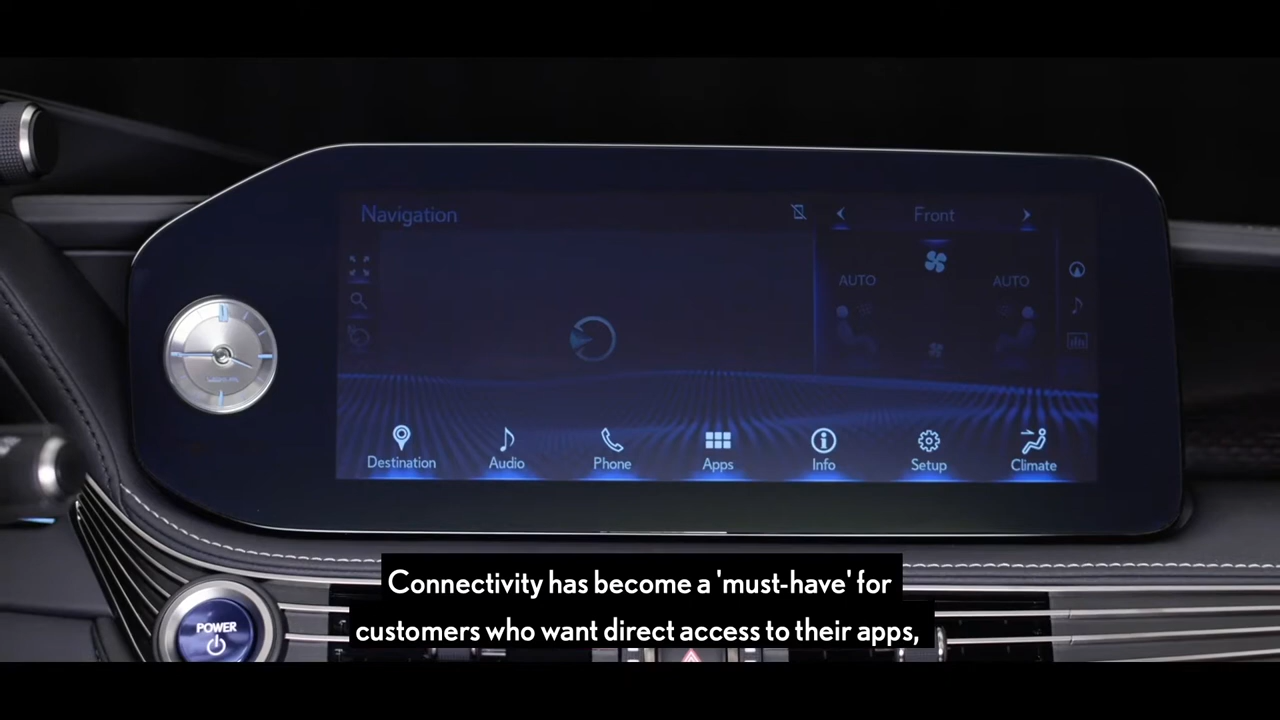 Navigation
Front
AUTO
AUTO
Destination
Audio
Phone
Apps
Info
Setup
Climate
Connectivity has become a 'must-have' for
customers who want direct access to their apps,
POWER